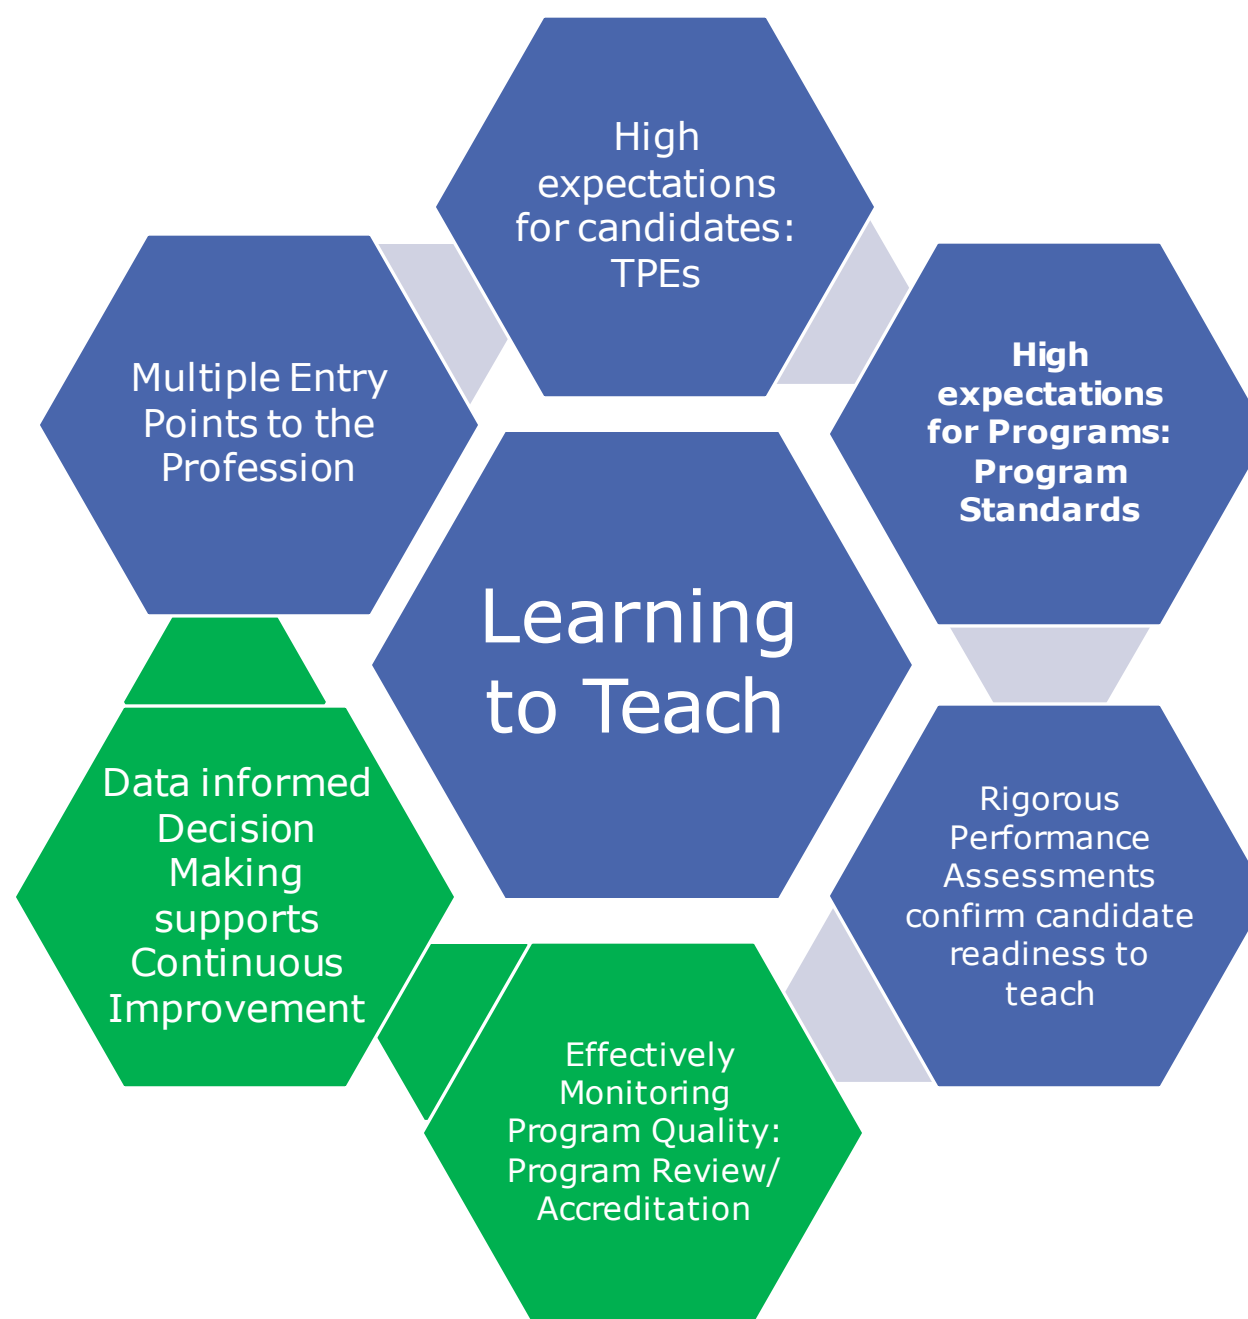 High
expectations
for candidates:
TPEs
High
expectations
for Programs:
Program
Standards
Multiple Entry
Points to the
Profession
Learning
to Teach
Data informed
Decision
Making
supports
Continuous
Improvement
Rigorous
Performance
Assessments
confirm candidate
readiness to
teach
Effectively
Monitoring
Program Quality:
Program Review/
Accreditation